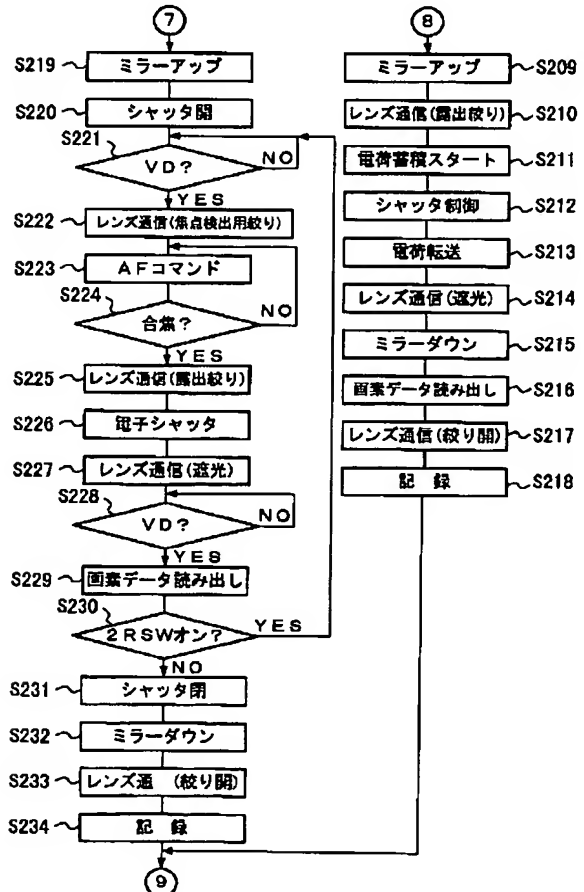 7
S219 ミラーアップ
S220 シャッタ開
S221 VD? NO
YES
S222 レンズ通信(焦点検出用絞り)
S223 AFコマンド
S224 合焦? NO
YES
S225 レンズ通信(露出絞り)
S226 電子シャッタ
S227 レンズ通信(遮光)
S228 VD? NO
YES
S229 画素データ読み出し
S230 2RSWオン? YES
NO
S231 シャッタ閉
S232 ミラーダウン
S233 レンズ通 (絞り開)
S234 記 録
9
8
ミラーアップ S209
レンズ通信(露出絞り) S210
電荷蓄積スタート S211
シャッタ制御 S212
電荷転送 S213
レンズ通信(遮光) S214
ミラーダウン S215
画素データ読み出し S216
レンズ通信(絞り開) S217
記 録 S218